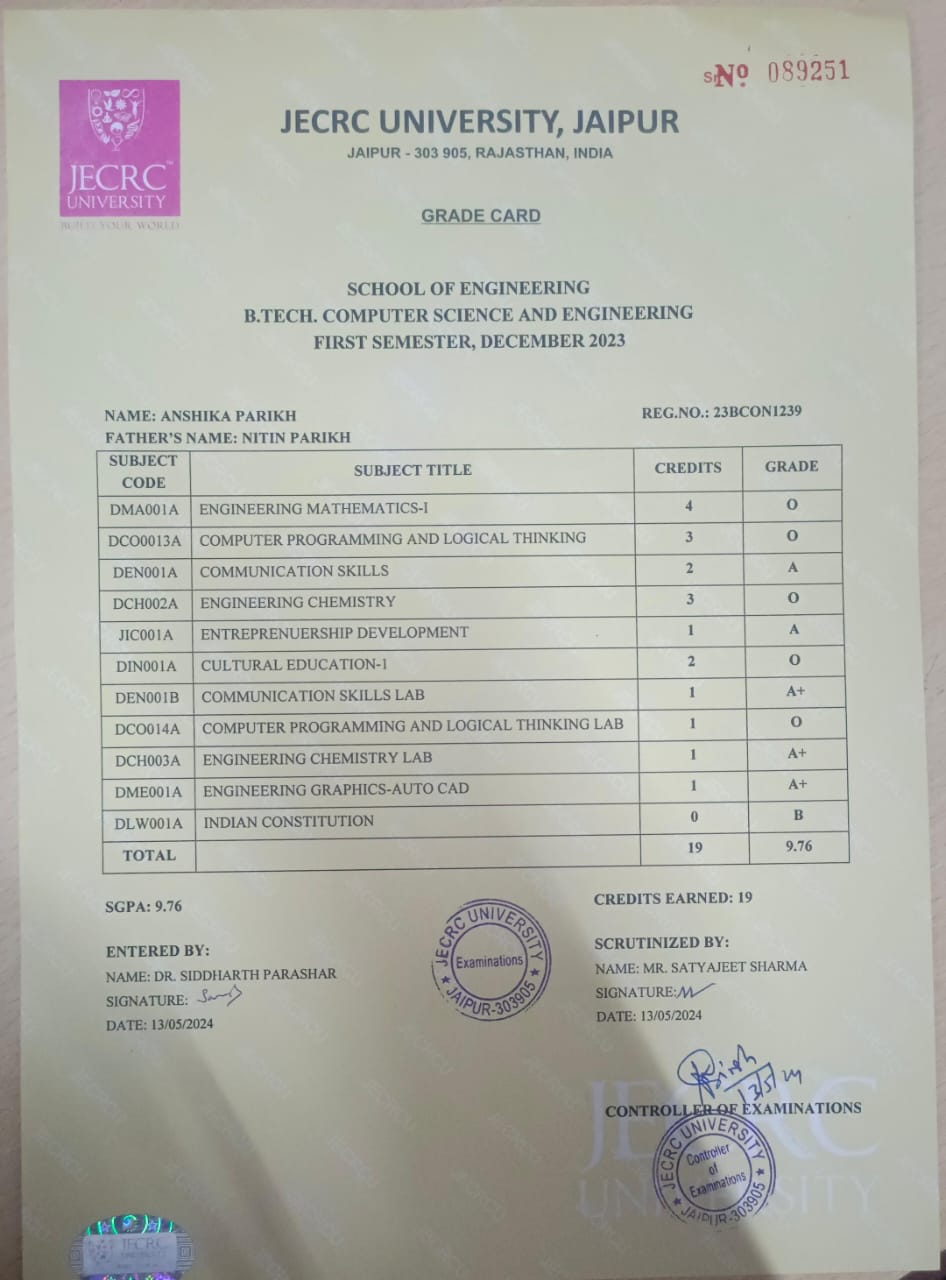 Sr Nº 089251
JECRC
UNIVERSITY
BUILD YOUR WORLD
JECRC UNIVERSITY, JAIPUR
JAIPUR - 303 905, RAJASTHAN, INDIA
GRADE CARD
SCHOOL OF ENGINEERING
B.TECH. COMPUTER SCIENCE AND ENGINEERING
FIRST SEMESTER, DECEMBER 2023
NAME: ANSHIKA PARIKH REG.NO.: 23BCON1239
FATHER'S NAME: NITIN PARIKH
SUBJECT CODE SUBJECT TITLE CREDITS GRADE
DMA001A ENGINEERING MATHEMATICS-I 4 O
DCO0013A COMPUTER PROGRAMMING AND LOGICAL THINKING 3 O
DEN001A COMMUNICATION SKILLS 2 A
DCH002A ENGINEERING CHEMISTRY 3 O
JIC001A ENTREPRENUERSHIP DEVELOPMENT 1 A
DIN001A CULTURAL EDUCATION-1 2 O
DEN001B COMMUNICATION SKILLS LAB 1 A+
DCO014A COMPUTER PROGRAMMING AND LOGICAL THINKING LAB 1 O
DCH003A ENGINEERING CHEMISTRY LAB 1 A+
DME001A ENGINEERING GRAPHICS-AUTO CAD 1 A+
DLW001A INDIAN CONSTITUTION 0 B
TOTAL 19 9.76
SGPA: 9.76 CREDITS EARNED: 19
ENTERED BY: SCRUTINIZED BY:
NAME: DR. SIDDHARTH PARASHAR NAME: MR. SATYAJEET SHARMA
SIGNATURE: SIGNATURE:
DATE: 13/05/2024 DATE: 13/05/2024
JECRC UNIVERSITY
Examinations
★ JAIPUR-303905 ★
13/5/24
CONTROLLER OF EXAMINATIONS
JECRC UNIVERSITY
Controller
of
Examinations
★ JAIPUR-303905 ★
JECRC
UNIVERSITY
JECRC
UNIVERSITY